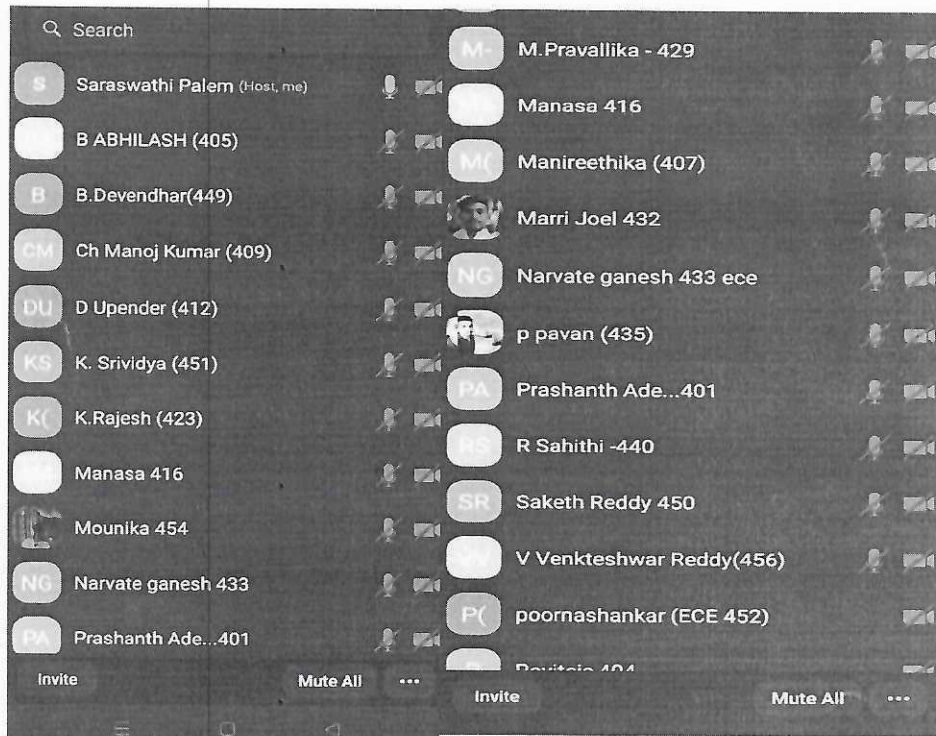 Search
S
Saraswathi Palem (Host, me)
B ABHILASH (405)
B
B.Devendhar(449)
CM
Ch Manoj Kumar (409)
DU
D Upender (412)
KS
K. Srividya (451)
K(
K.Rajesh (423)
Manasa 416
Mounika 454
NG
Narvate ganesh 433
PA
Prashanth Ade...401
Invite
Mute All
M-
M.Pravallika - 429
Manasa 416
M(
Manireethika (407)
Marri Joel 432
NG
Narvate ganesh 433 ece
p pavan (435)
PA
Prashanth Ade...401
RS
R Sahithi -440
SR
Saketh Reddy 450
V Venkteshwar Reddy(456)
P(
poornashankar (ECE 452)
Invite
Mute All